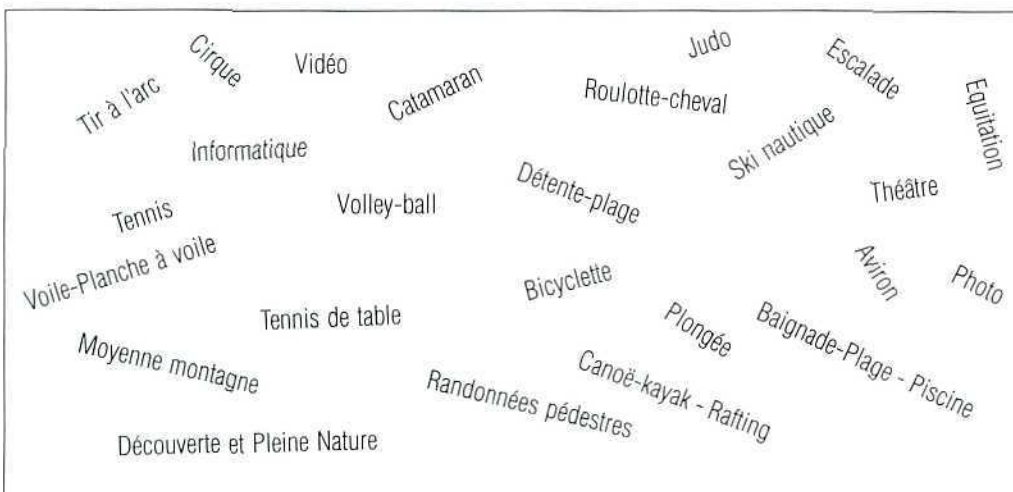 Cirque
Vidéo
Judo
Escalade
Tir à l'arc
Catamaran
Roulotte-cheval
Equitation
Informatique
Ski nautique
Tennis
Volley-ball
Détente-plage
Théâtre
Voile-Planche à voile
Bicyclette
Aviron
Photo
Tennis de table
Plongée
Baignade-Plage - Piscine
Moyenne montagne
Randonnées pédestres
Canoë-kayak - Rafting
Découverte et Pleine Nature